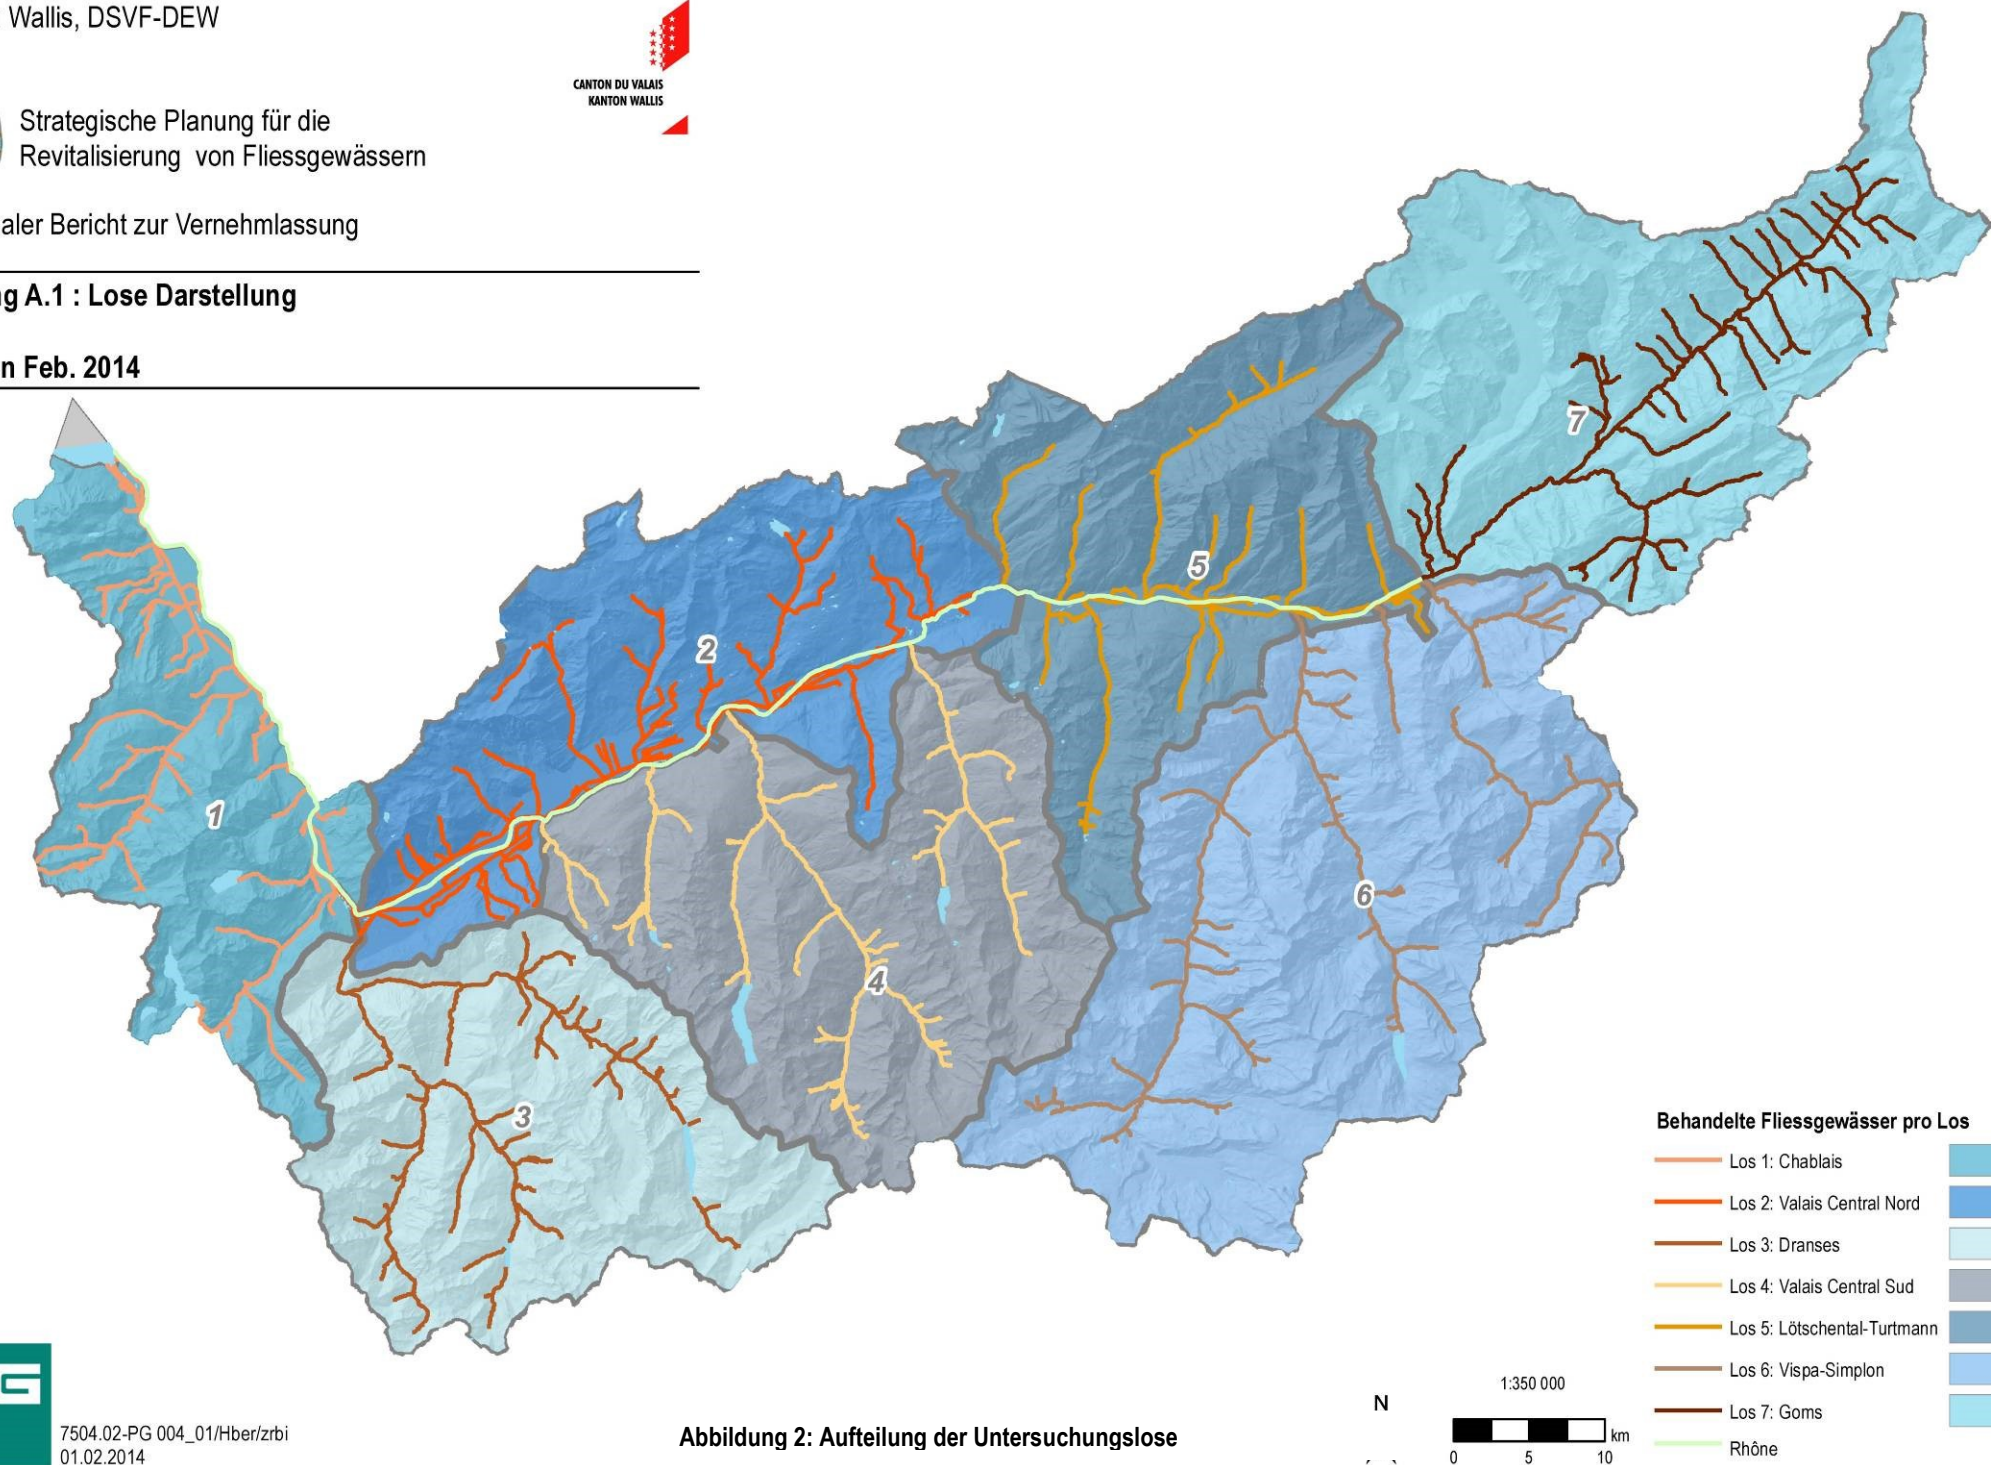 Wallis, DSVF-DEW
CANTON DU VALAIS
KANTON WALLIS
Strategische Planung für die
Revitalisierung von Fliessgewässern
aler Bericht zur Vernehmlassung
g A.1 : Lose Darstellung
n Feb. 2014
7
5
2
1
6
4
3
Behandelte Fliessgewässer pro Los
Los 1: Chablais
Los 2: Valais Central Nord
Los 3: Dranses
Los 4: Valais Central Sud
Los 5: Lötschental-Turtmann
Los 6: Vispa-Simplon
Los 7: Goms
Rhône
1:350 000
N
km
0 5 10
G
7504.02-PG 004_01/Hber/zrbi
01.02.2014
Abbildung 2: Aufteilung der Untersuchungslose